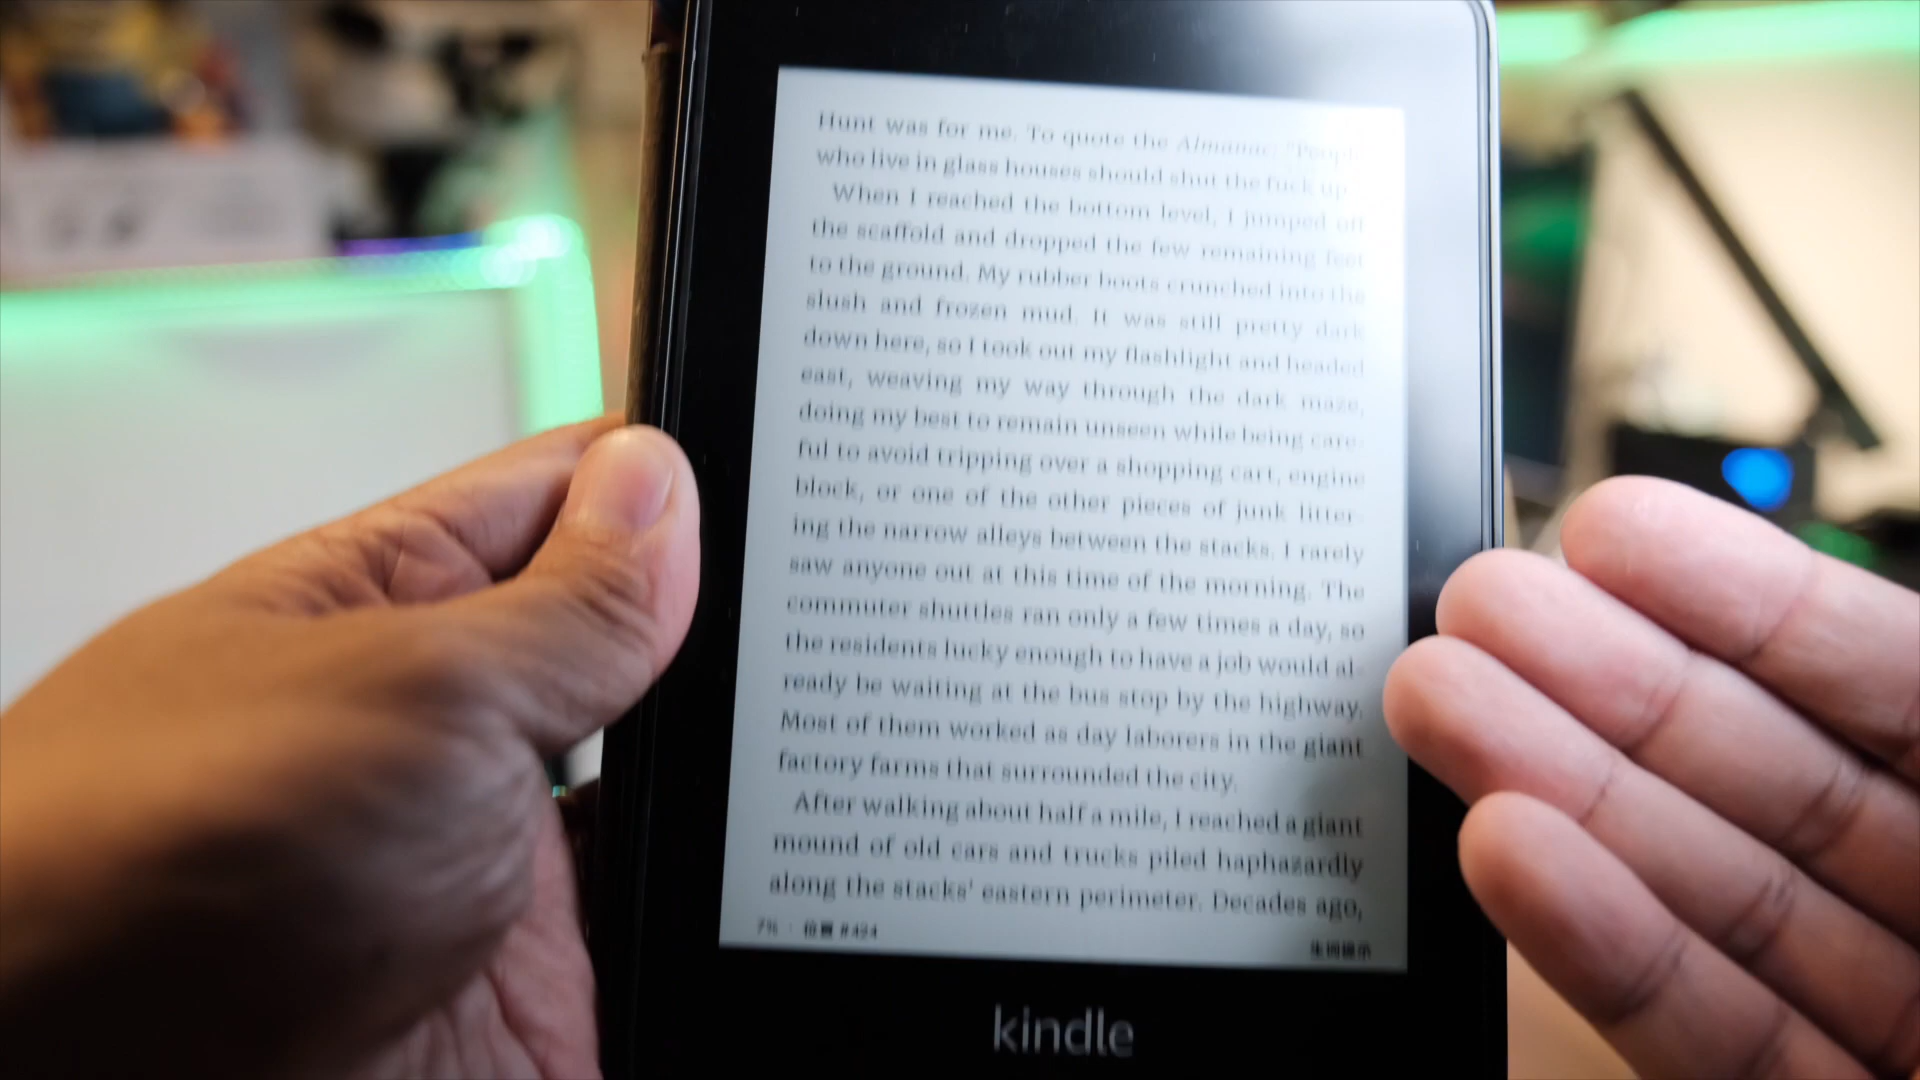 Hunt was for me. To quote the Almanac: "People
who live in glass houses should shut the fuck up
When I reached the bottom level, I jumped off
the scaffold and dropped the few remaining feet
to the ground. My rubber boots crunched into the
slush and frozen mud. It was still pretty dark
down here, so I took out my flashlight and headed
east, weaving my way through the dark maze,
doing my best to remain unseen while being care-
ful to avoid tripping over a shopping cart, engine
block, or one of the other pieces of junk litter-
ing the narrow alleys between the stacks. I rarely
saw anyone out at this time of the morning. The
commuter shuttles ran only a few times a day, so
the residents lucky enough to have a job would al-
ready be waiting at the bus stop by the highway.
Most of them worked as day laborers in the giant
factory farms that surrounded the city.
After walking about half a mile, I reached a giant
mound of old cars and trucks piled haphazardly
along the stacks' eastern perimeter. Decades ago,
7% · 位置 #424
生词提示
kindle